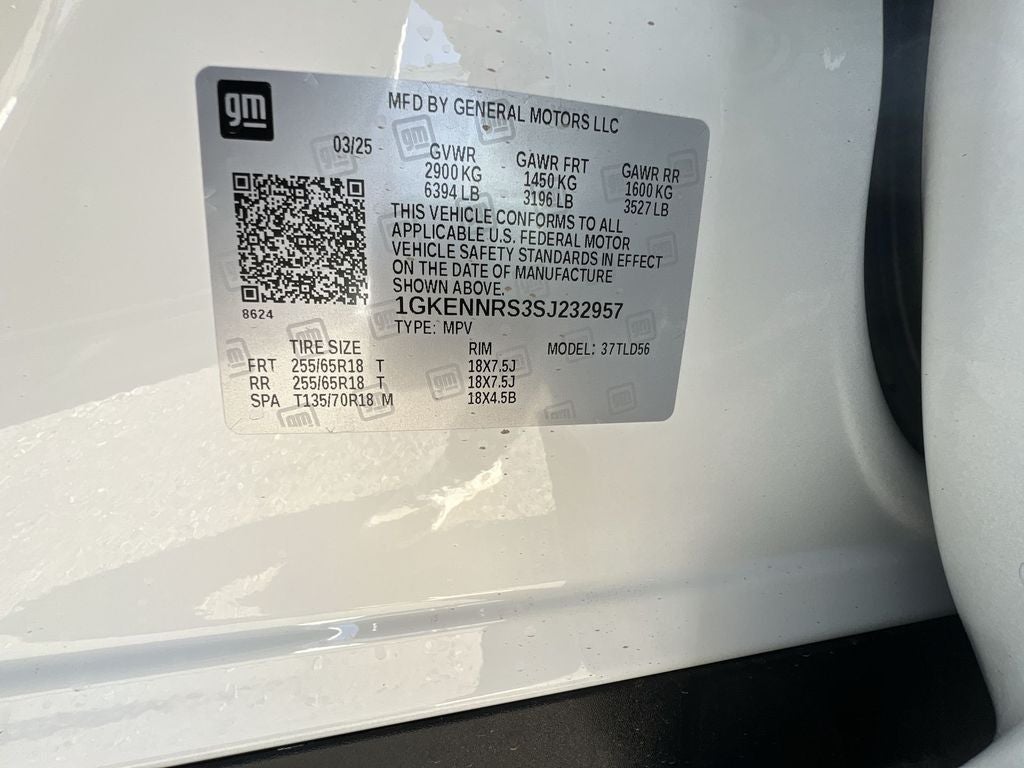 gm
MFD BY GENERAL MOTORS LLC
03/25
GVWR GAWR FRT GAWR RR
2900 KG 1450 KG 1600 KG
6394 LB 3196 LB 3527 LB
THIS VEHICLE CONFORMS TO ALL
APPLICABLE U.S. FEDERAL MOTOR
VEHICLE SAFETY STANDARDS IN EFFECT
ON THE DATE OF MANUFACTURE
SHOWN ABOVE.
8624
1GKENNRS3SJ232957
TYPE: MPV
TIRE SIZE RIM MODEL: 37TLD56
FRT 255/65R18 T 18X7.5J
RR 255/65R18 T 18X7.5J
SPA T135/70R18 M 18X4.5B